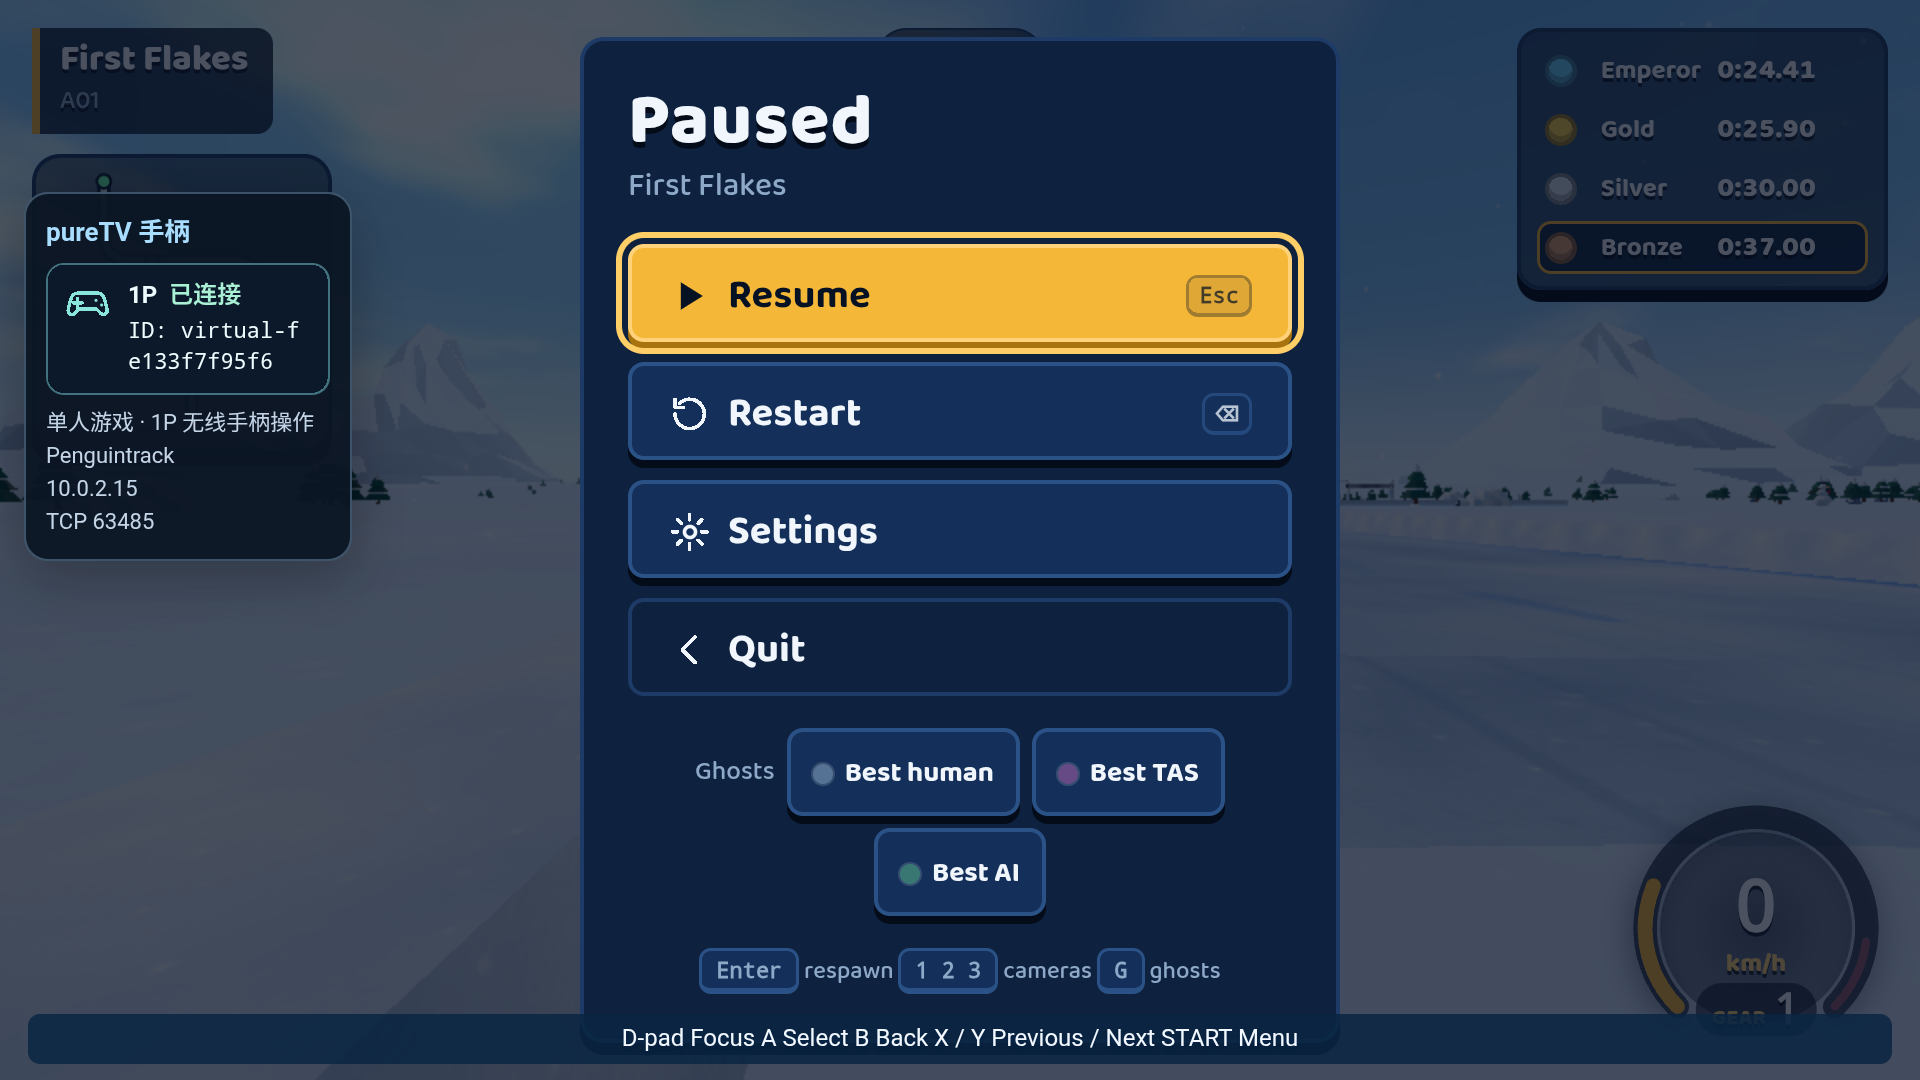 First Flakes
A01
pureTV 手柄
1P 已连接
ID: virtual-f
e133f7f95f6
单人游戏 · 1P 无线手柄操作
Penguintrack
10.0.2.15
TCP 63485
Paused
First Flakes
Resume Esc
Restart
Settings
Quit
Ghosts Best human Best TAS
Best AI
Enter respawn 1 2 3 cameras G ghosts
D-pad Focus A Select B Back X / Y Previous / Next START Menu
Emperor 0:24.41
Gold 0:25.90
Silver 0:30.00
Bronze 0:37.00
0
km/h
GEAR 1